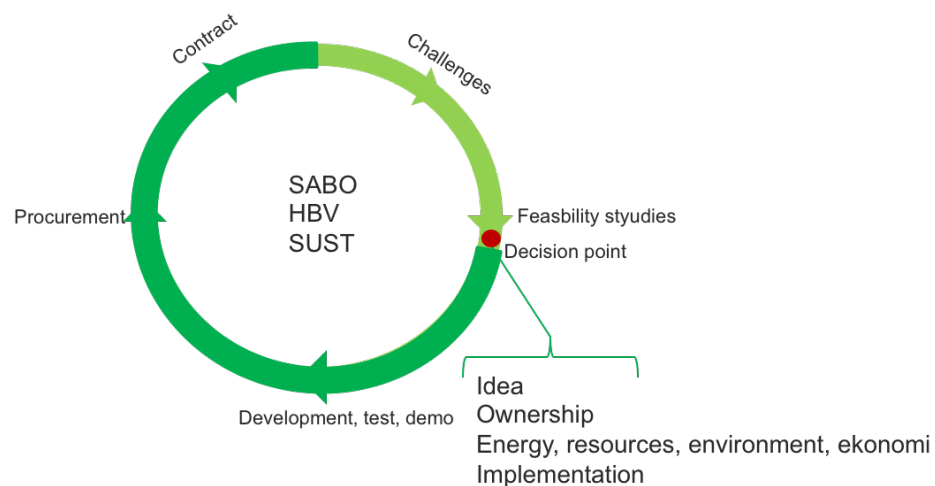 Contract
Challenges
SABO
HBV
SUST
Procurement
Feasbility styudies
Decision point
Development, test, demo
Idea
Ownership
Energy, resources, environment, ekonomi
Implementation